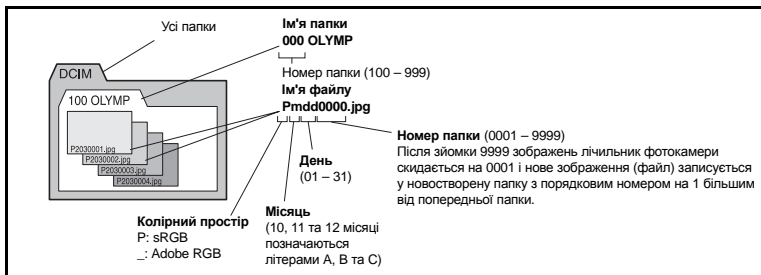 Усі папки
Ім'я папки
000 OLYMP
Номер папки (100 – 999)
Ім'я файлу
Pmdd0000.jpg
DCIM
100 OLYMP
P2030001.jpg
P2030002.jpg
P2030003.jpg
P2030004.jpg
День
(01 – 31)
Номер папки (0001 – 9999)
Після зйомки 9999 зображень лічильник фотокамери
скидається на 0001 і нове зображення (файл) записується
у новостворену папку з порядковим номером на 1 більшим
від попередньої папки.
Колірний простір
P: sRGB
_: Adobe RGB
Місяць
(10, 11 та 12 місяці
позначаються
літерами A, B та C)